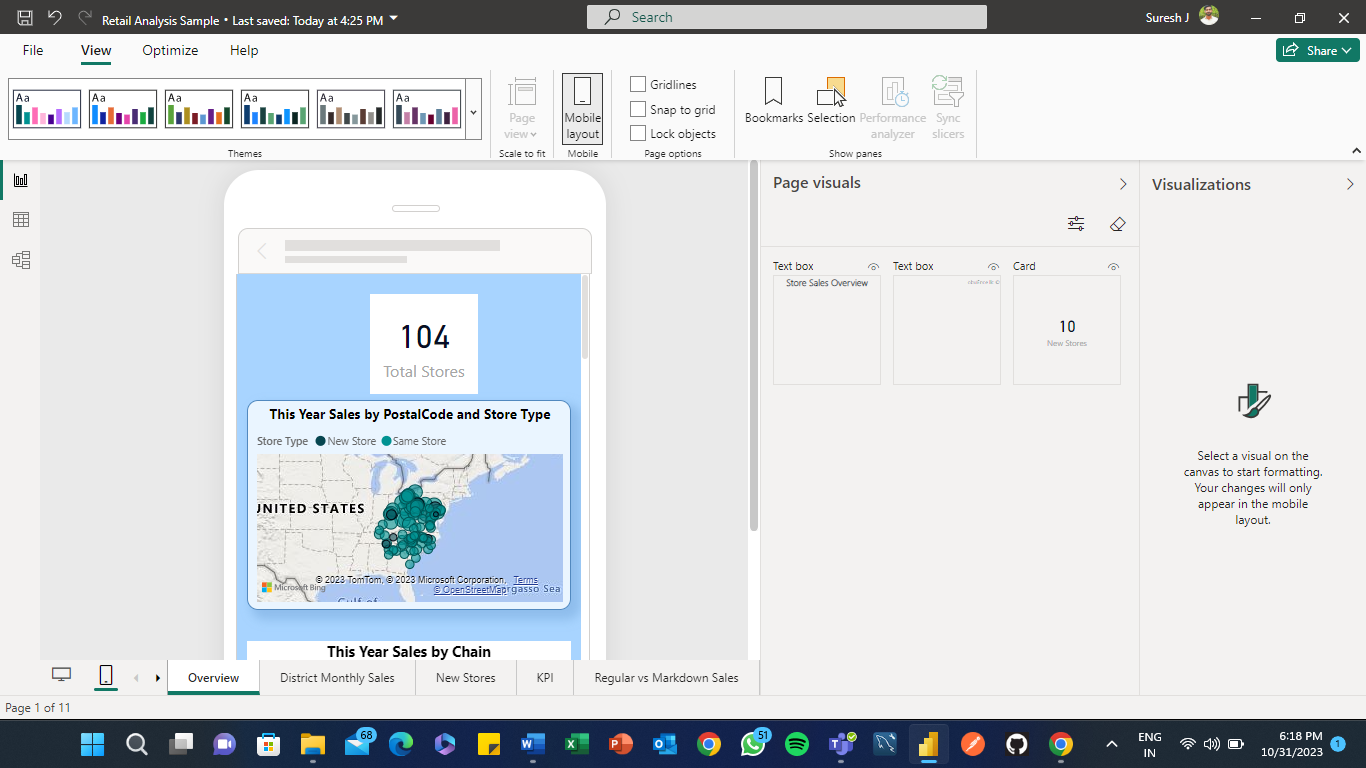 Retail Analysis Sample • Last saved: Today at 4:25 PM
Search
Suresh J
File
View
Optimize
Help
Share
Aa
Aa
Aa
Aa
Aa
Aa
Themes
Page
view
Scale to fit
Mobile
layout
Mobile
Gridlines
Snap to grid
Lock objects
Page options
Bookmarks
Selection
Performance
analyzer
Sync
slicers
Show panes
104
Total Stores
This Year Sales by PostalCode and Store Type
Store Type
New Store
Same Store
UNITED STATES
© 2023 TomTom, © 2023 Microsoft Corporation, Terms
Microsoft Bing
© OpenStreetMap
rgasso Sea
Gulf of
This Year Sales by Chain
Page visuals
Text box
Store Sales Overview
Text box
Card
10
New Stores
Visualizations
Select a visual on the
canvas to start formatting.
Your changes will only
appear in the mobile
layout.
Overview
District Monthly Sales
New Stores
KPI
Regular vs Markdown Sales
Page 1 of 11
68
51
ENG
IN
6:18 PM
10/31/2023
1